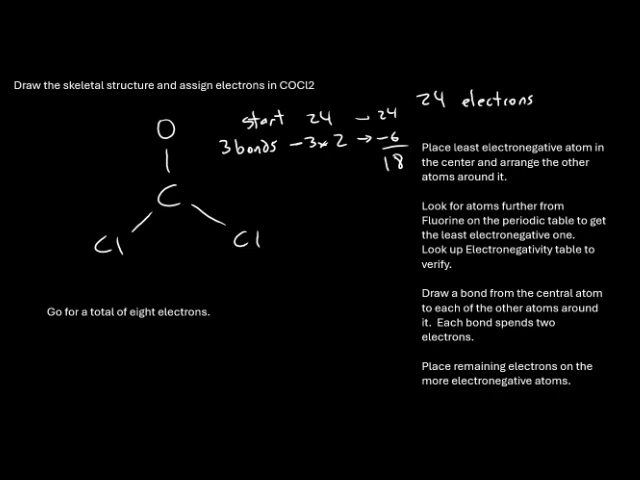 Draw the skeletal structure and assign electrons in COCl2
24 electrons
start 24 - 24
3 bonds - 3 x 2 → - 6
18
O
C
Cl Cl
Place least electronegative atom in
the center and arrange the other
atoms around it.
Look for atoms further from
Fluorine on the periodic table to get
the least electronegative one.
Look up Electronegativity table to
verify.
Draw a bond from the central atom
to each of the other atoms around
it. Each bond spends two
electrons.
Place remaining electrons on the
more electronegative atoms.
Go for a total of eight electrons.